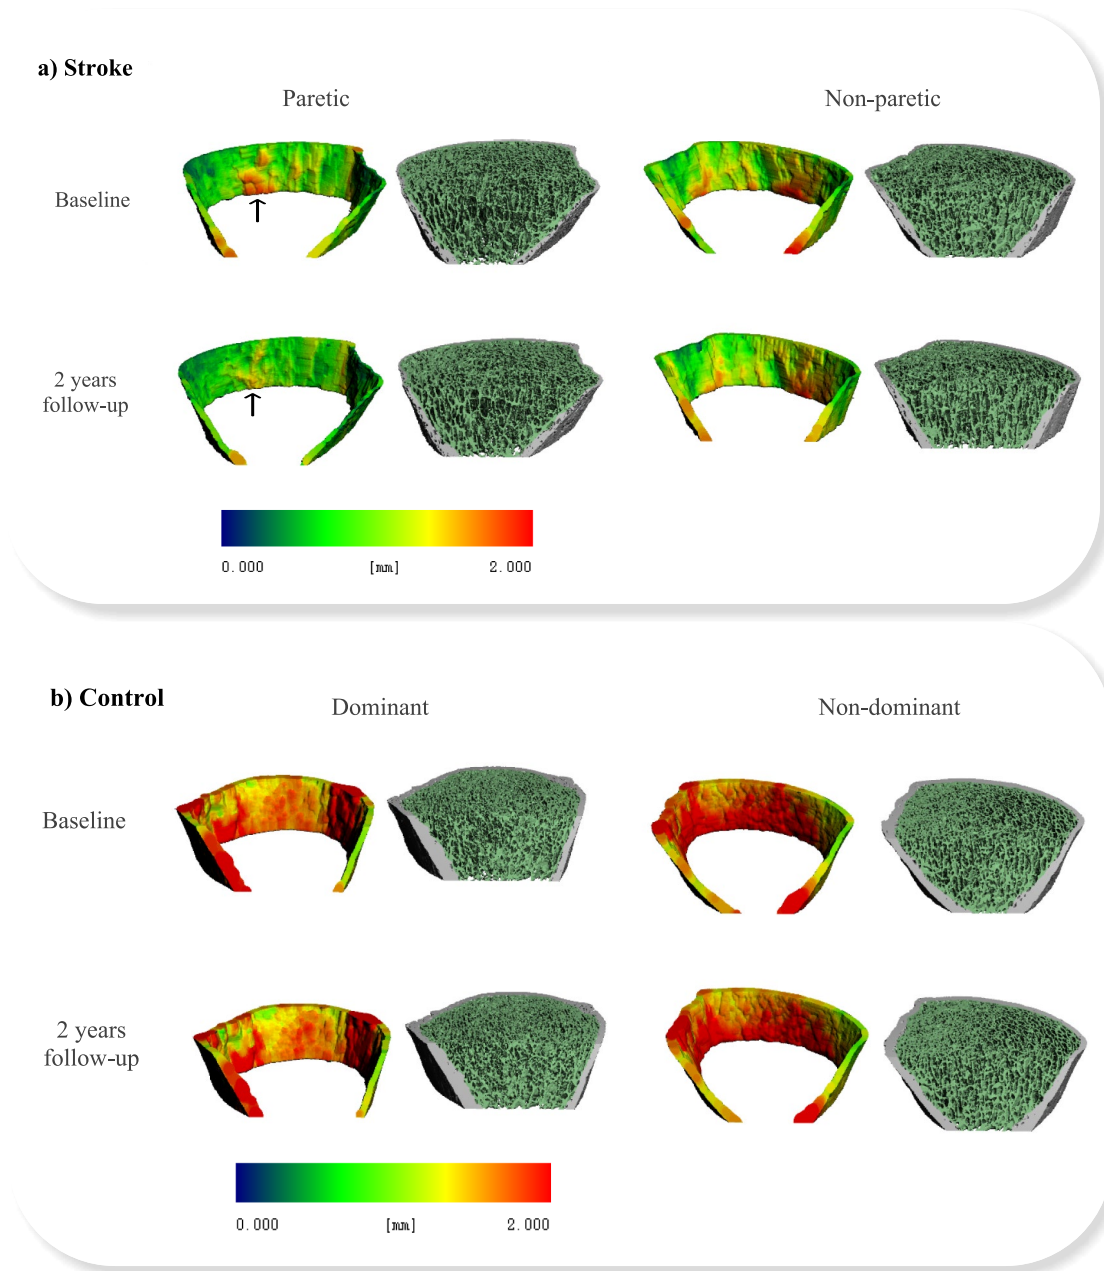 a) Stroke
Paretic
Non-paretic
Baseline
2 years
follow-up
0.000 [mm] 2.000
b) Control
Dominant
Non-dominant
Baseline
2 years
follow-up
0.000 [mm] 2.000